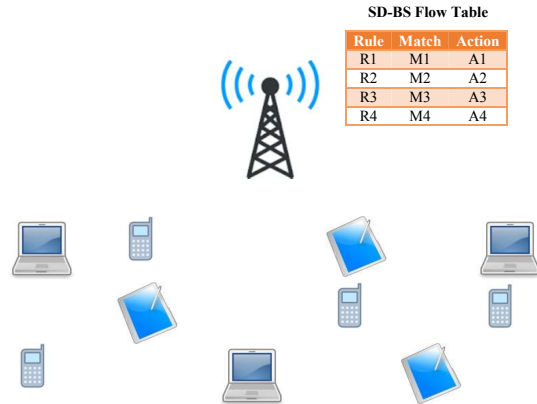 SD-BS Flow Table
Rule Match Action
R1 M1 A1
R2 M2 A2
R3 M3 A3
R4 M4 A4